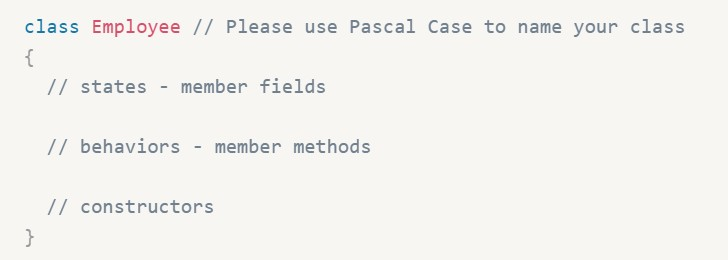 class Employee // Please use Pascal Case to name your class
{
// states - member fields
// behaviors - member methods
// constructors
}